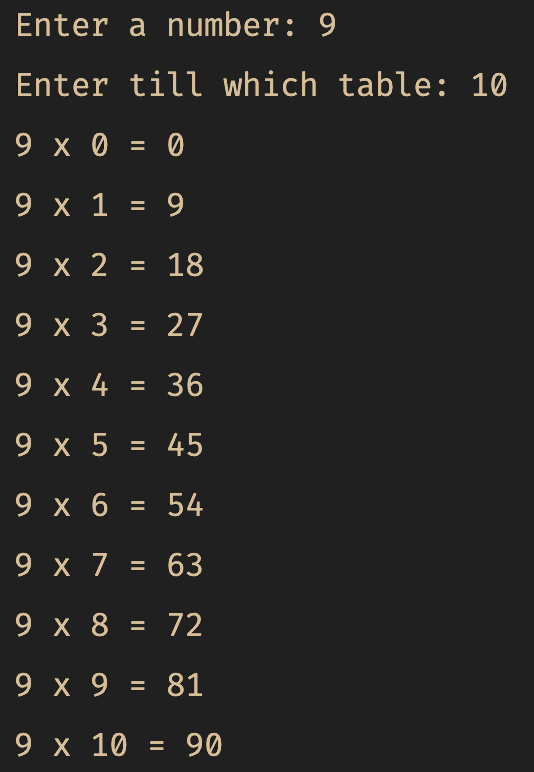 Enter a number: 9
Enter till which table: 10
9 x 0 = 0
9 x 1 = 9
9 x 2 = 18
9 x 3 = 27
9 x 4 = 36
9 x 5 = 45
9 x 6 = 54
9 x 7 = 63
9 x 8 = 72
9 x 9 = 81
9 x 10 = 90